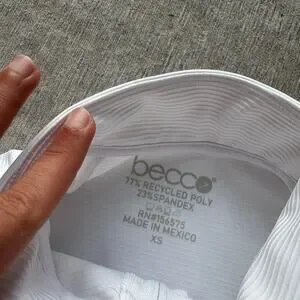 becco
77% RECYCLED POLY
23%SPANDEX
RN#156575
MADE IN MEXICO
XS